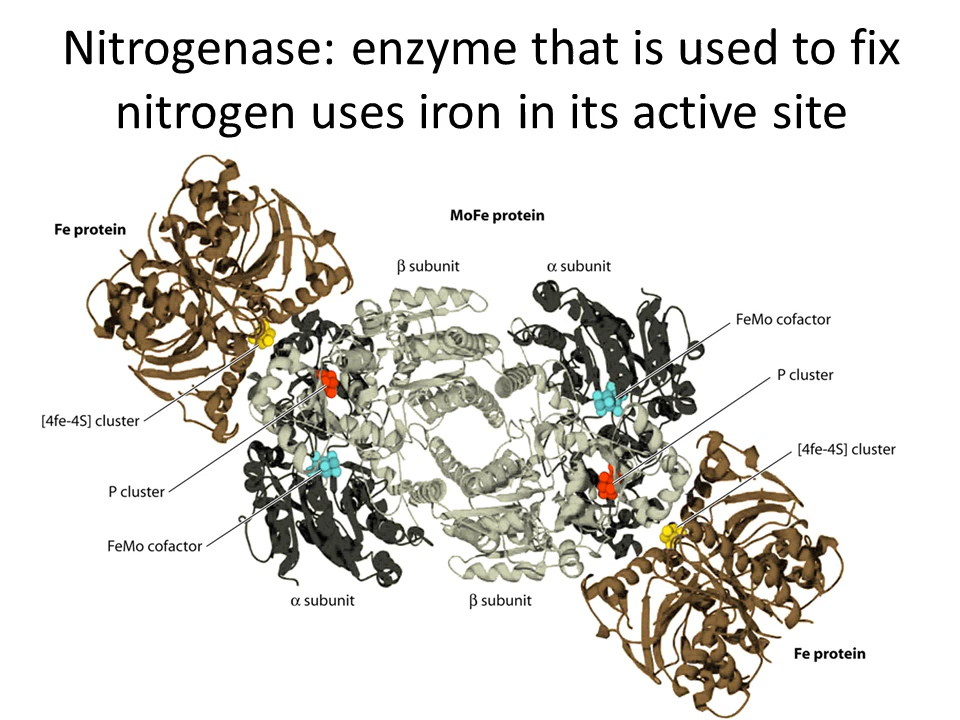 Nitrogenase: enzyme that is used to fix
nitrogen uses iron in its active site
MoFe protein
Fe protein
β subunit
α subunit
FeMo cofactor
P cluster
[4fe-4S] cluster
[4fe-4S] cluster
P cluster
FeMo cofactor
α subunit
β subunit
Fe protein